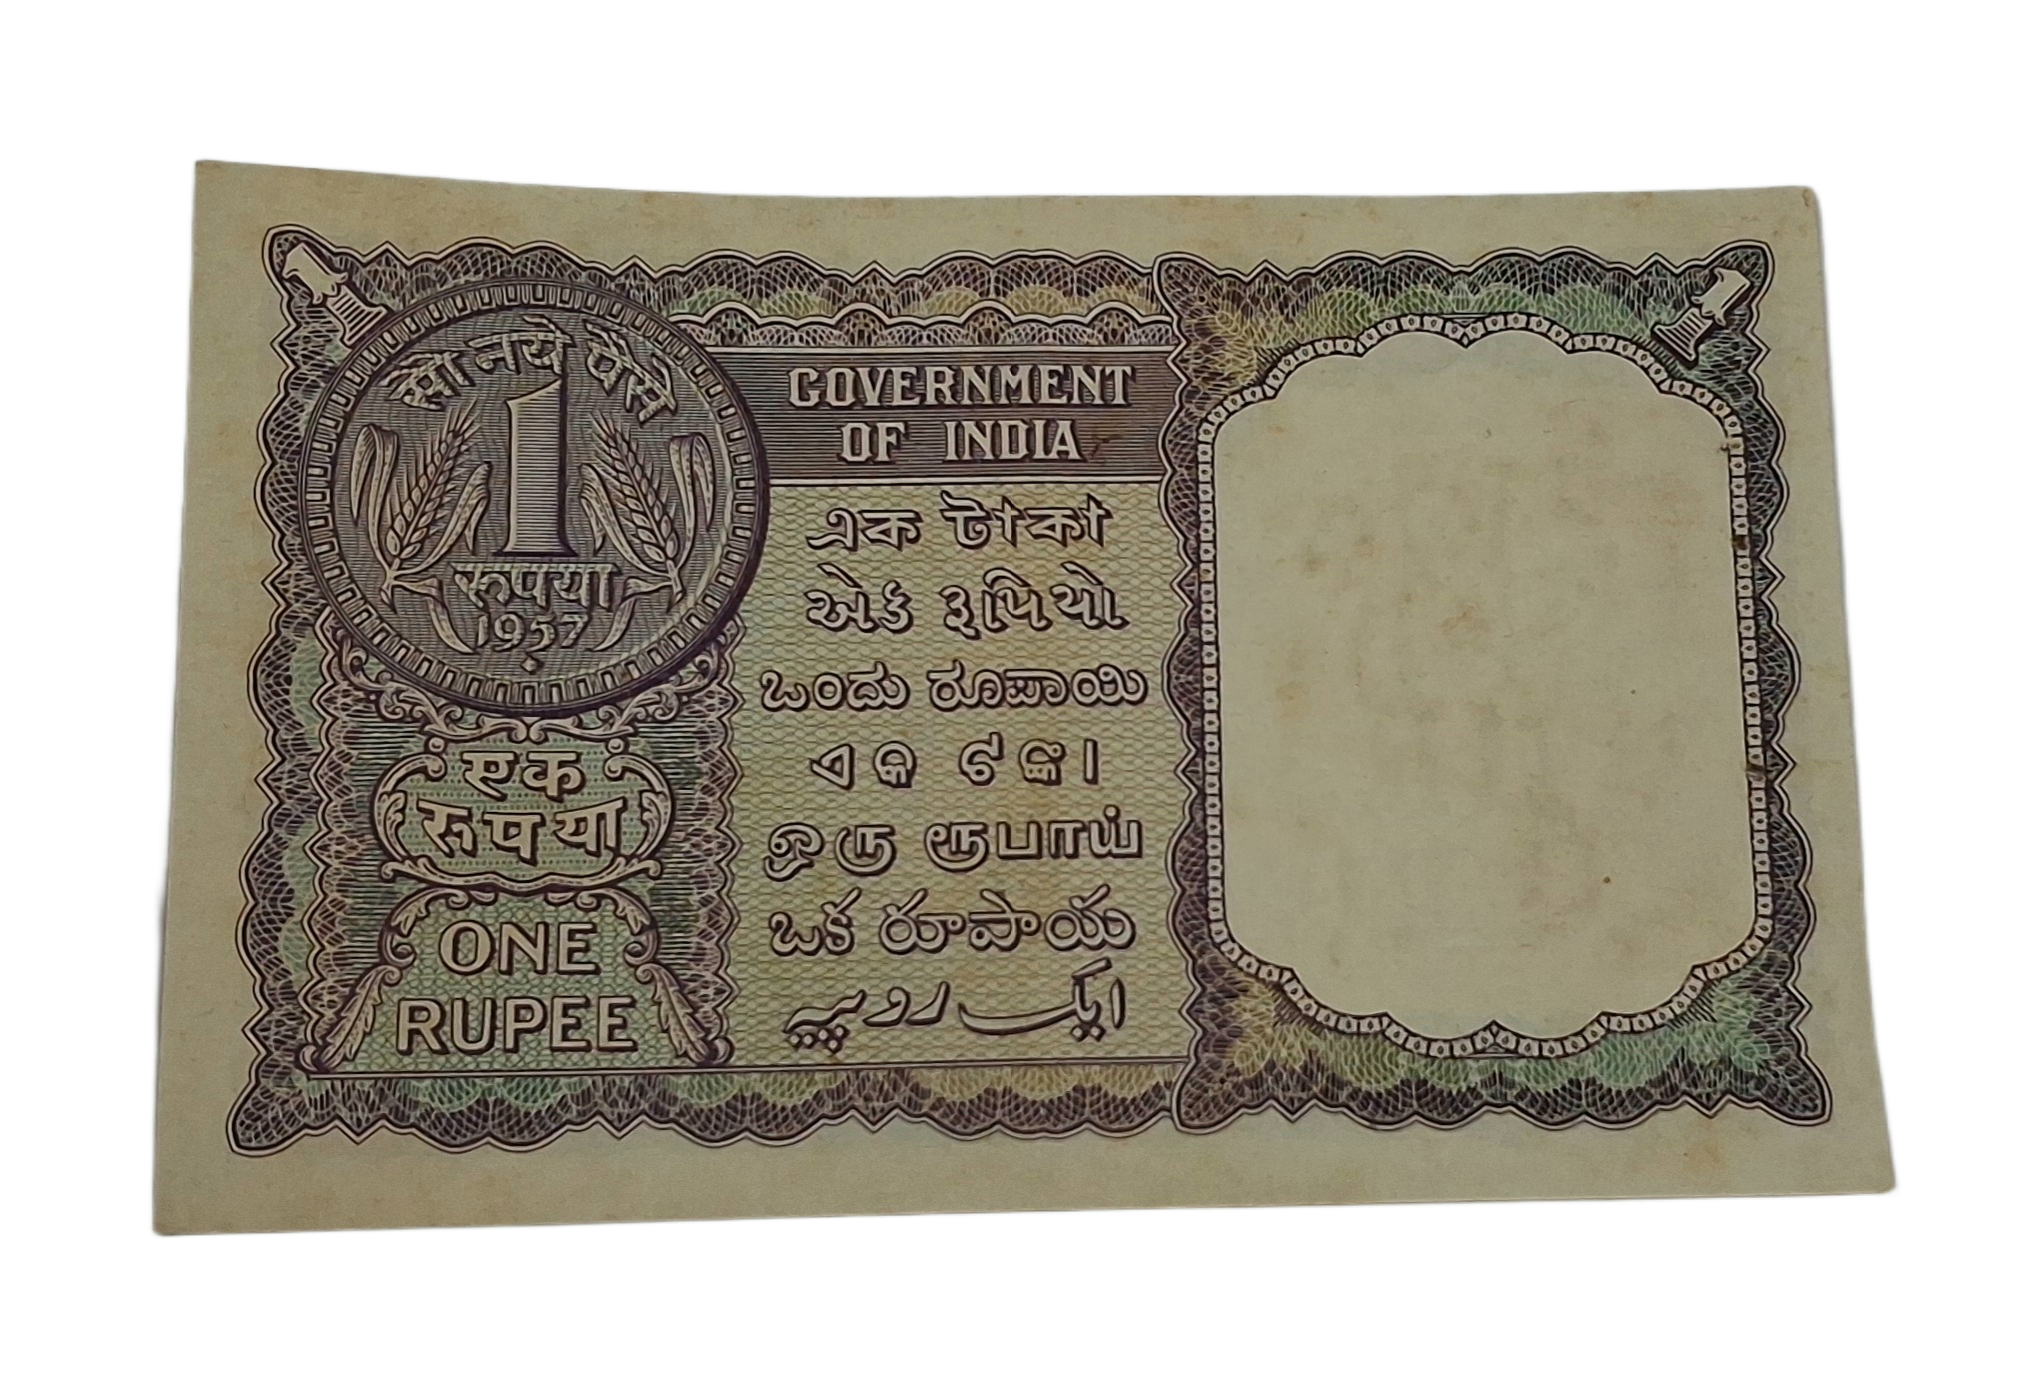 सौ नये पैसे
1
रुपया
1957
एक
रुपया
ONE
RUPEE
GOVERNMENT
OF INDIA
এক টাকা
એક રૂપિયો
ಒಂದು ರೂಪಾಯಿ
ଏକ ଟଙ୍କା
ஒரு ரூபாய்
ఒక రూపాయ
ایک روپیہ